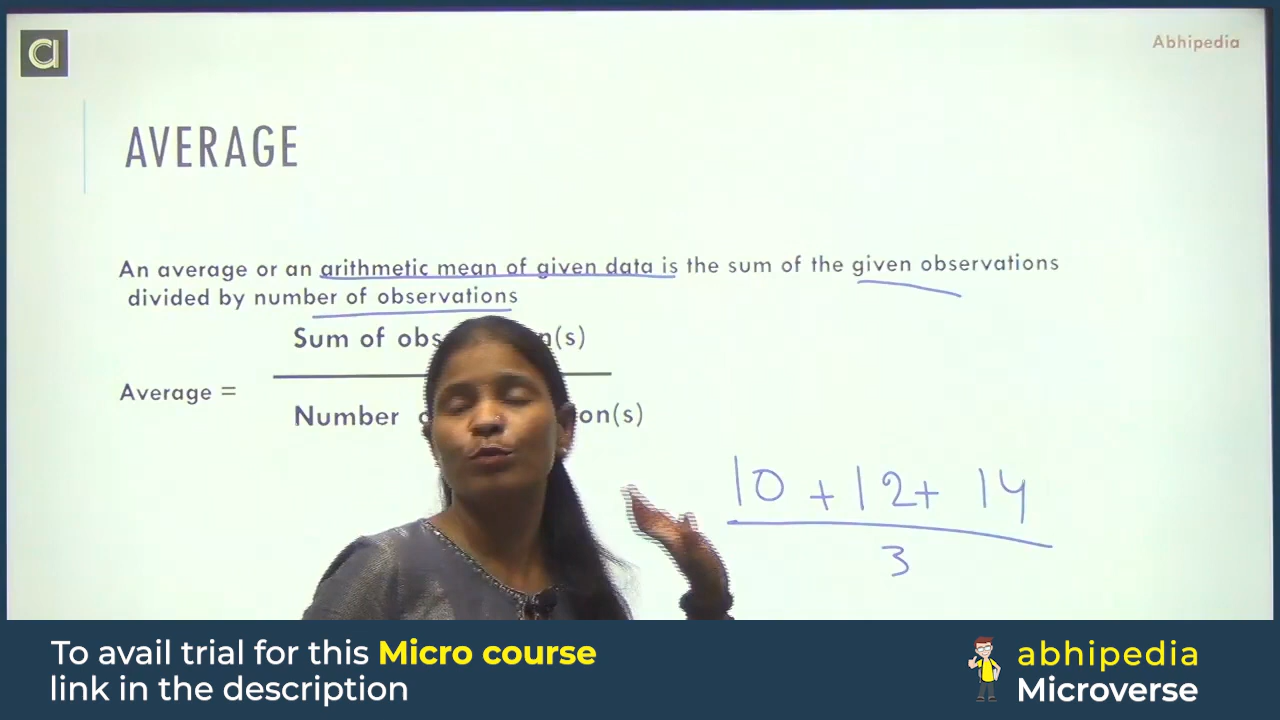 Abhipedia
AVERAGE
An average or an arithmetic mean of given data is the sum of the given observations
divided by number of observations
Sum of
Average =
Number
10 + 12 + 14
3
To avail trial for this Micro course
link in the description
abhipedia
Microverse